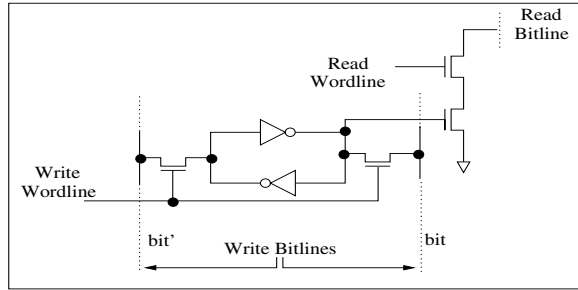 Read
Bitline
Read
Wordline
Write
Wordline
bit'
Write Bitlines
bit